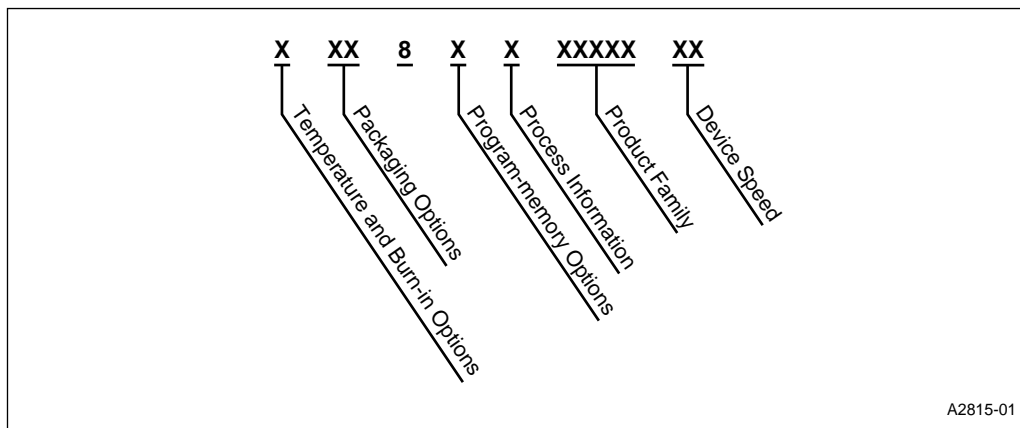 X XX 8 X X XXXXX XX
Temperature and Burn-in Options
Packaging Options
Program-memory Options
Process Information
Product Family
Device Speed
A2815-01